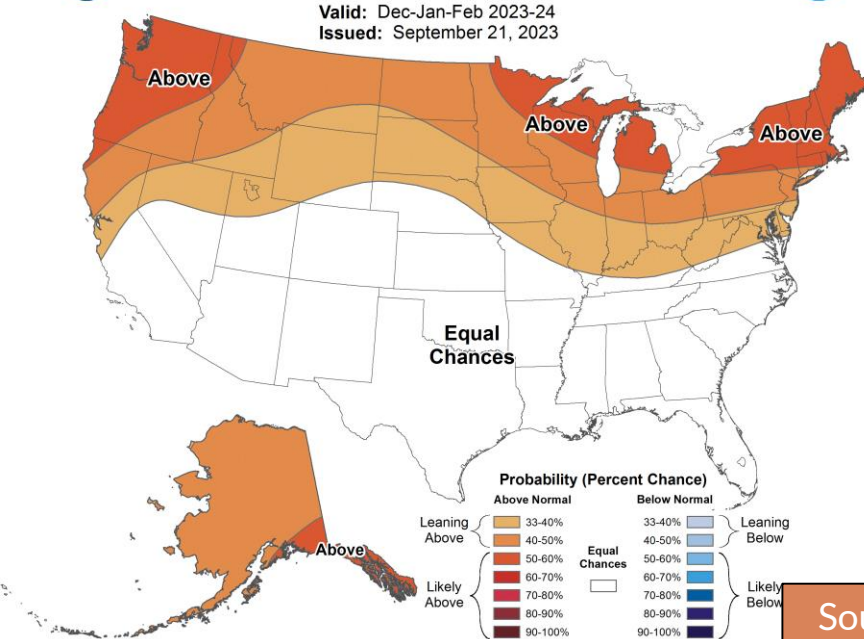 Valid: Dec-Jan-Feb 2023-24
Issued: September 21, 2023
Above
Above
Above
Equal
Chances
Above
Probability (Percent Chance)
Above Normal
Below Normal
Leaning
Above
33-40%
40-50%
50-60%
60-70%
70-80%
80-90%
90-100%
Likely
Above
Equal
Chances
33-40%
40-50%
50-60%
60-70%
70-80%
80-90%
90-100%
Leaning
Below
Likely
Below